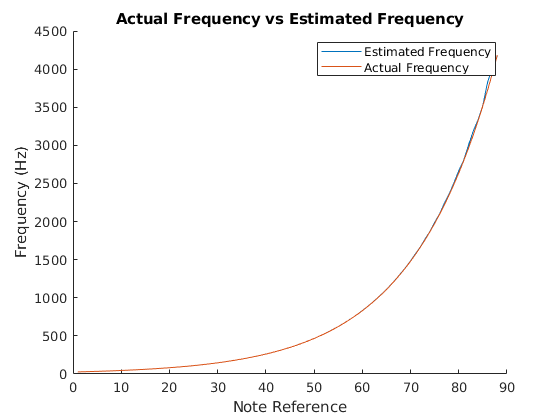 Actual Frequency vs Estimated Frequency
4500
4000
3500
3000
2500
2000
1500
1000
500
0
Frequency (Hz)
Estimated Frequency
Actual Frequency
0 10 20 30 40 50 60 70 80 90
Note Reference